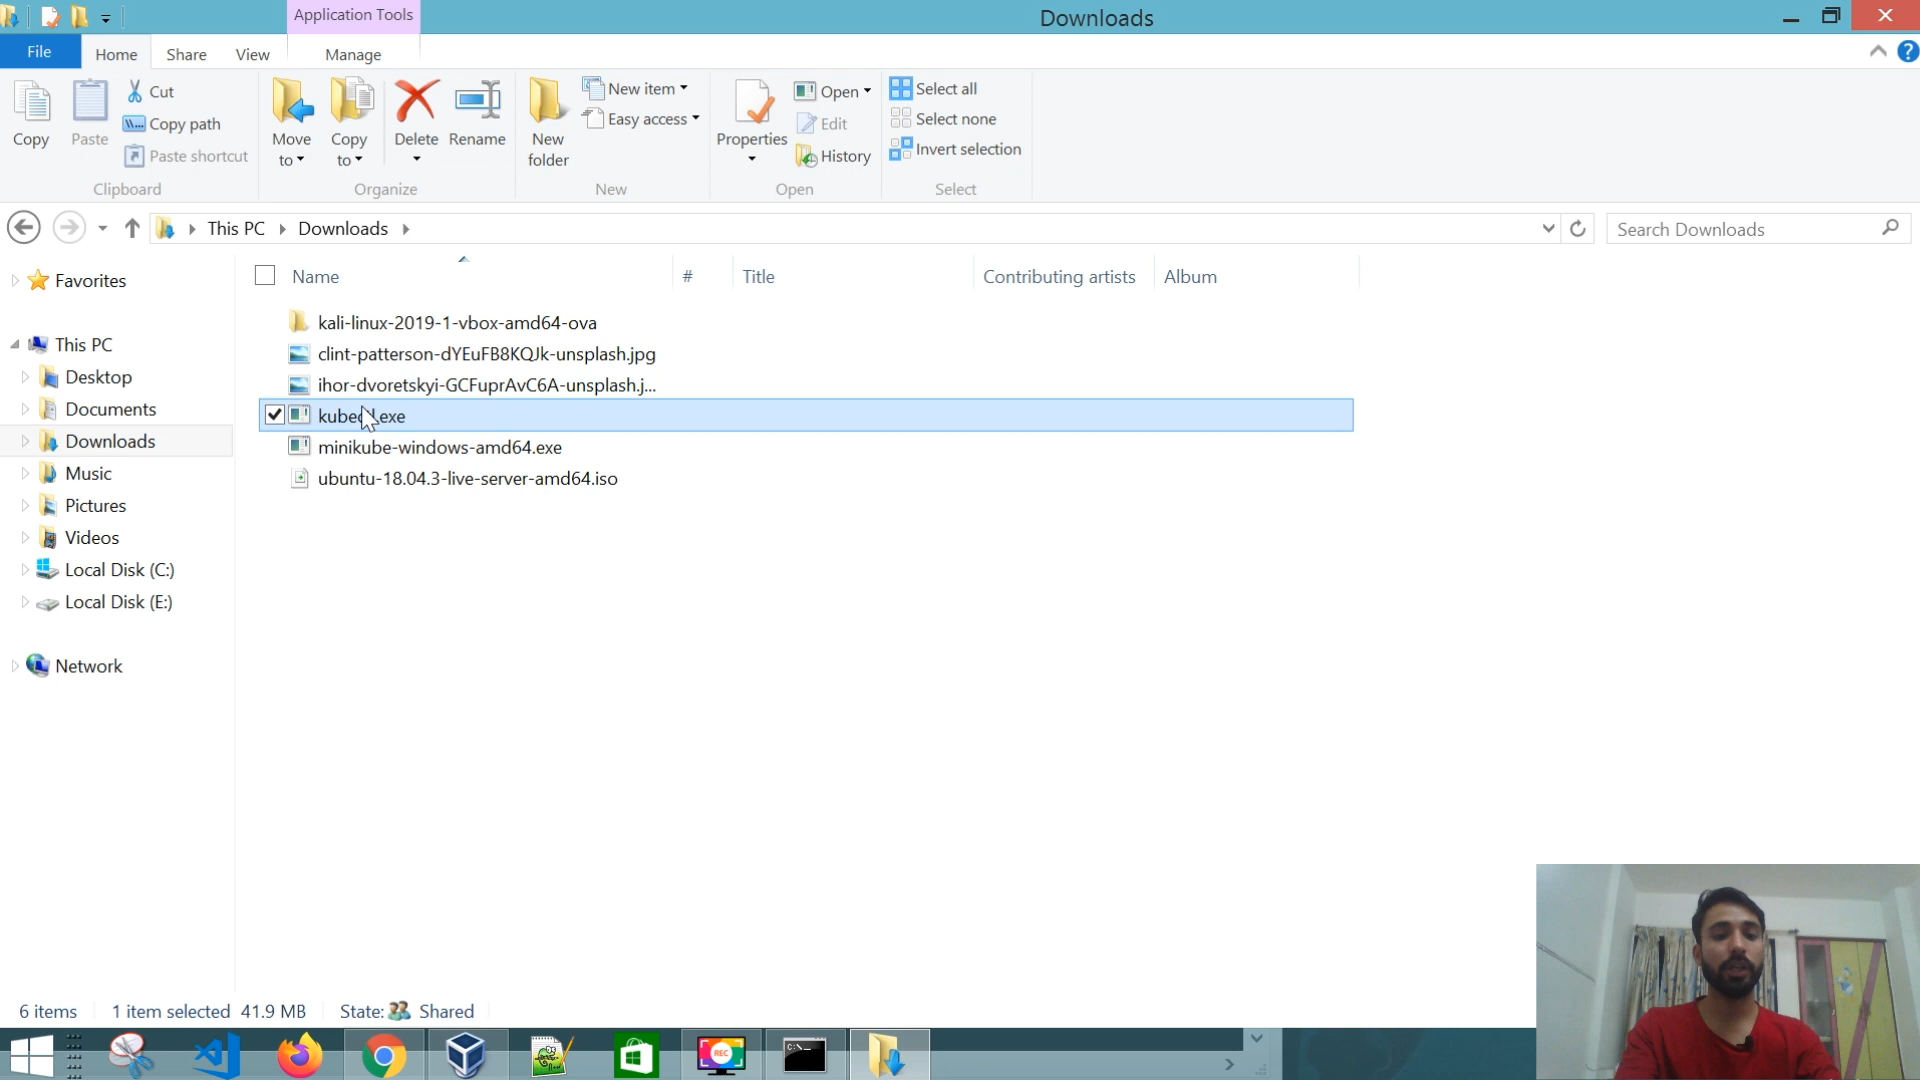 Application Tools
Downloads
File
Home
Share
View
Manage
Copy
Paste
Cut
Copy path
Paste shortcut
Clipboard
Move to
Copy to
Delete
Rename
Organize
New folder
New item
Easy access
New
Properties
Open
Edit
History
Open
Select all
Select none
Invert selection
Select
This PC
Downloads
Search Downloads
Name
#
Title
Contributing artists
Album
Favorites
This PC
Desktop
Documents
Downloads
Music
Pictures
Videos
Local Disk (C:)
Local Disk (E:)
Network
kali-linux-2019-1-vbox-amd64-ova
clint-patterson-dYEuFB8KQJk-unsplash.jpg
ihor-dvoretskyi-GCFuprAvC6A-unsplash.j...
minikube-windows-amd64.exe
ubuntu-18.04.3-live-server-amd64.iso
6 items
1 item selected 41.9 MB
State: Shared
REC